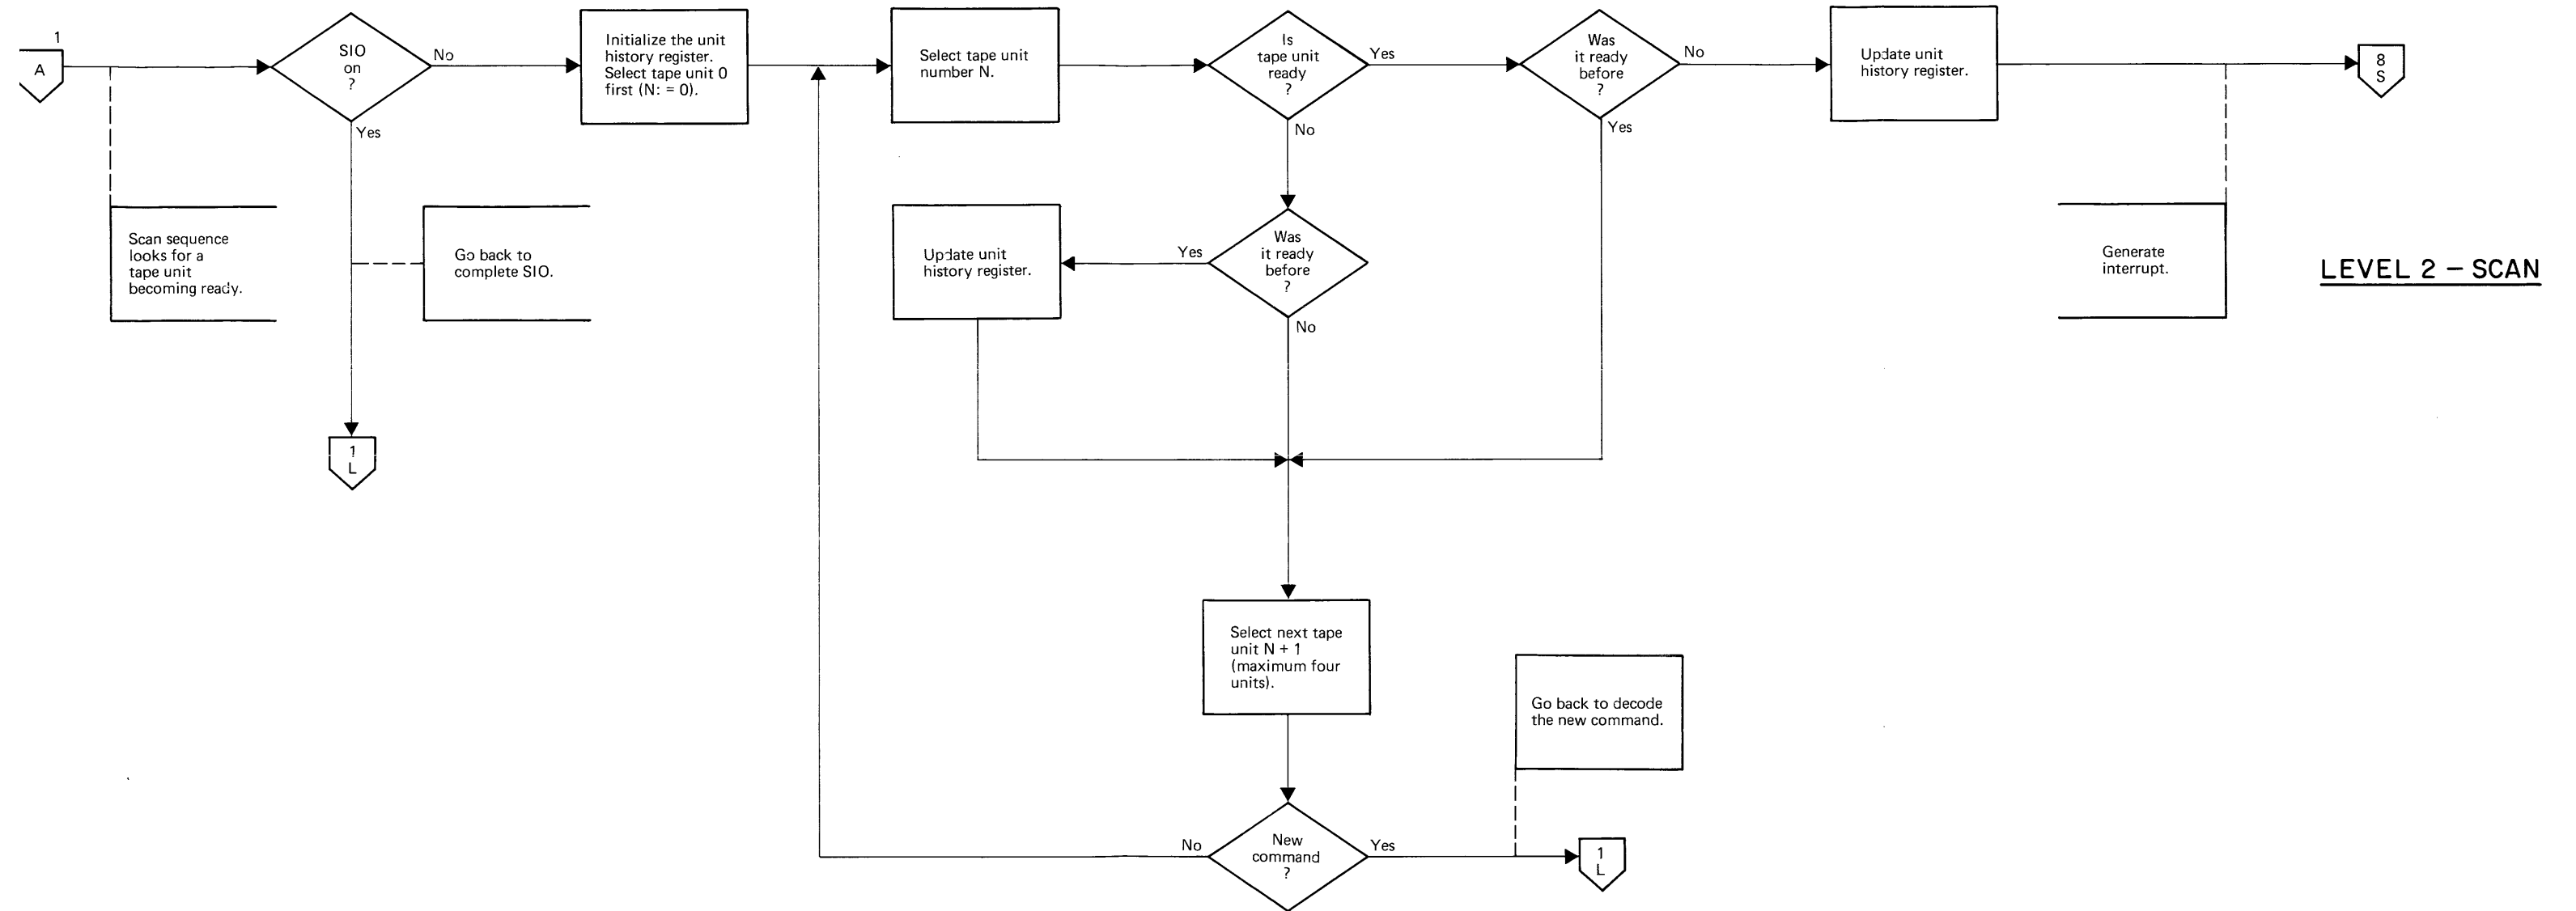 1
A
SIO
on
?
No
Yes
Initialize the unit
history register.
Select tape unit 0
first (N: = 0).
Select tape unit
number N.
Is
tape unit
ready
?
Yes
No
Was
it ready
before
?
No
Yes
Update unit
history register.
8
S
Scan sequence
looks for a
tape unit
becoming ready.
Go back to
complete SIO.
Update unit
history register.
Yes
Was
it ready
before
?
No
Generate
interrupt.
LEVEL 2 – SCAN
1
L
Select next tape
unit N + 1
(maximum four
units).
Go back to decode
the new command.
No
New
command
?
Yes
1
L